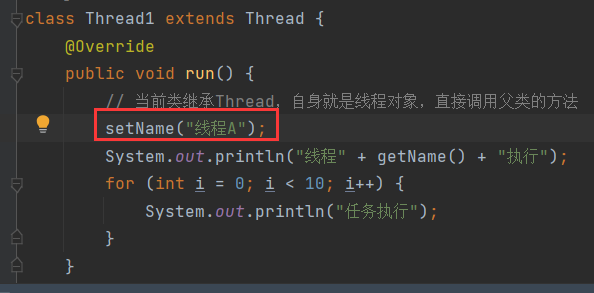 class Thread1 extends Thread {
@Override
public void run() {
// 当前类继承Thread，自身就是线程对象，直接调用父类的方法
setName("线程A");
System.out.println("线程" + getName() + "执行");
for (int i = 0; i < 10; i++) {
System.out.println("任务执行");
}
}